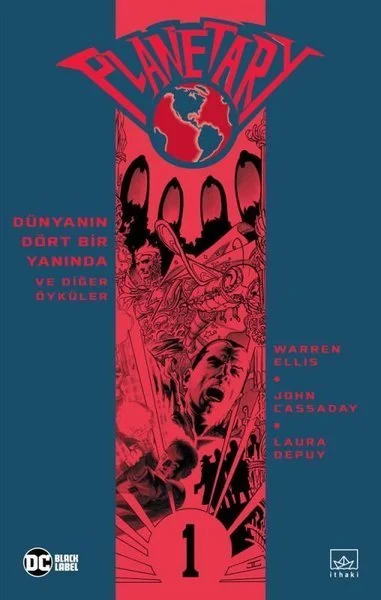 PLANETARY
DÜNYANIN
DÖRT BİR
YANINDA
VE DİĞER
ÖYKÜLER
WARREN
ELLIS
JOHN
CASSADAY
LAURA
DEPUY
1
DC BLACK
LABEL
ithaki